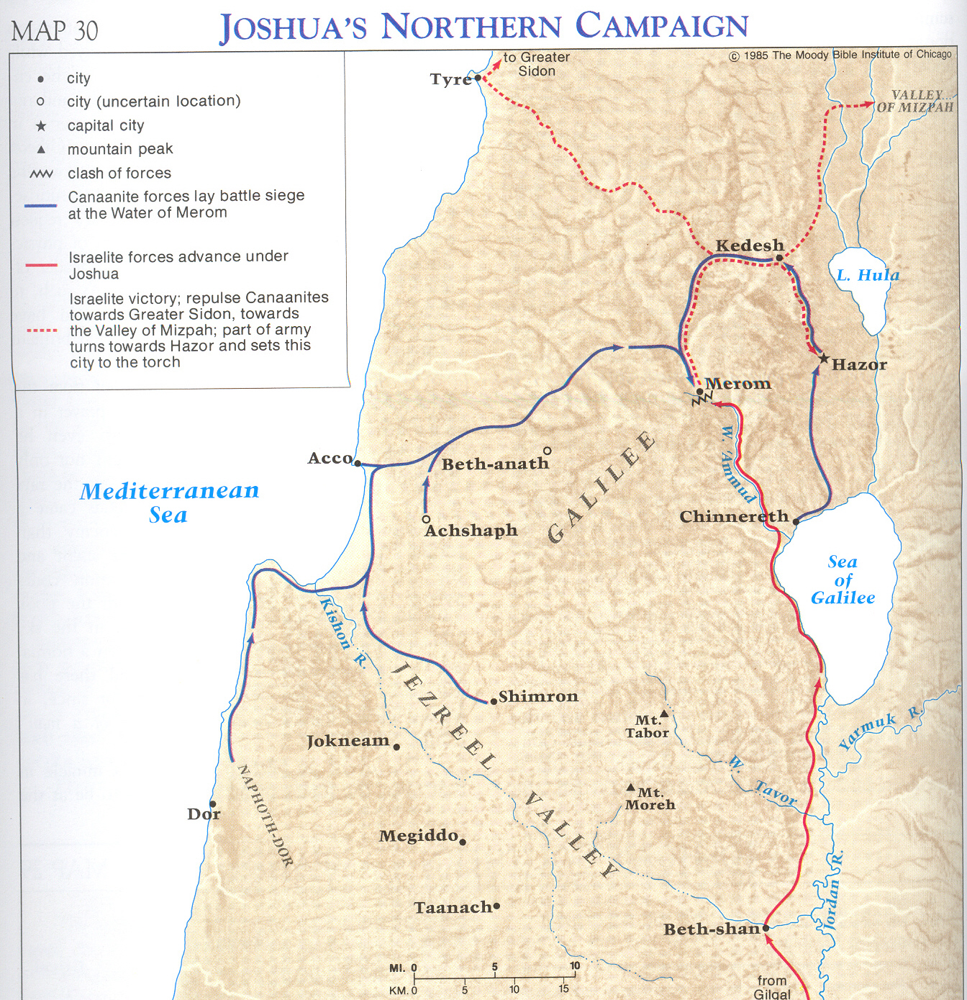 MAP 30
JOSHUA'S NORTHERN CAMPAIGN
© 1985 The Moody Bible Institute of Chicago
city
city (uncertain location)
capital city
mountain peak
clash of forces
Canaanite forces lay battle siege
at the Water of Merom
Israelite forces advance under
Joshua
Israelite victory; repulse Canaanites
towards Greater Sidon, towards
the Valley of Mizpah; part of army
turns towards Hazor and sets this
city to the torch
to Greater
Sidon
Tyre
VALLEY
OF MIZPAH
Kedesh
L. Hula
Hazor
Merom
W. 'Ammud
Acco
Beth-anath
GALILEE
Mediterranean
Sea
Achshaph
Chinnereth
Sea
of
Galilee
Kishon R.
JEZREEL
VALLEY
Shimron
Mt.
Tabor
Yarmuk R.
Jokneam
W. Tavor
NAPHOTH-DOR
Mt.
Moreh
Dor
Megiddo
Jordan R.
Taanach
Beth-shan
MI. 0 5 10
KM. 0 5 10 15
from
Gilgal